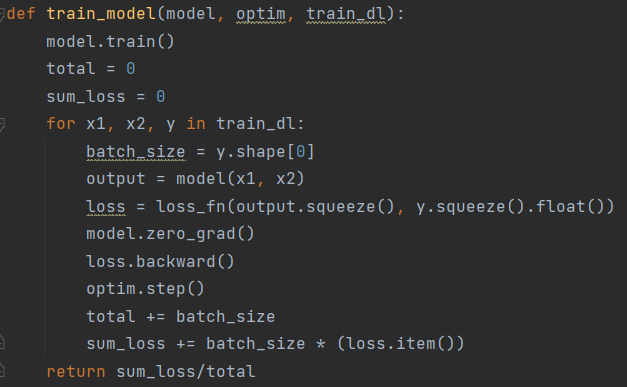 def train_model(model, optim, train_dl):
    model.train()
    total = 0
    sum_loss = 0
    for x1, x2, y in train_dl:
        batch_size = y.shape[0]
        output = model(x1, x2)
        loss = loss_fn(output.squeeze(), y.squeeze().float())
        model.zero_grad()
        loss.backward()
        optim.step()
        total += batch_size
        sum_loss += batch_size * (loss.item())
    return sum_loss/total